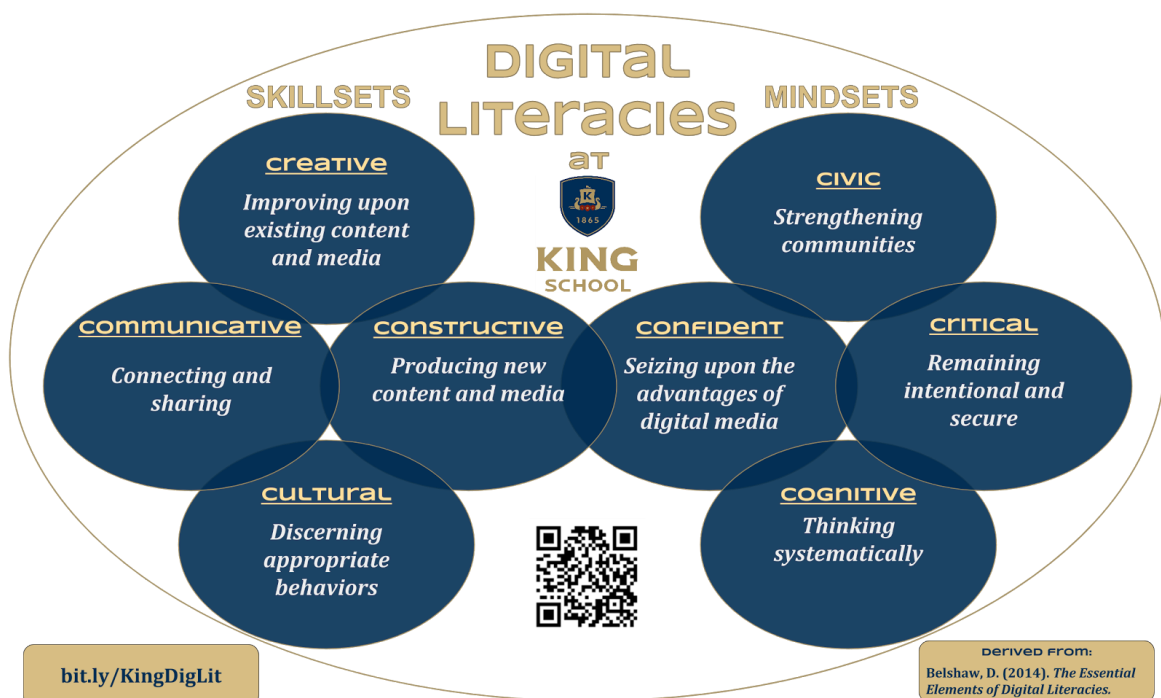 DIGITAL
LITERACIES
AT
K
1865
KING
SCHOOL
SKILLSETS
CREATIVE
Improving upon
existing content
and media
COMMUNICATIVE
Connecting and
sharing
CONSTRUCTIVE
Producing new
content and media
CULTURAL
Discerning
appropriate
behaviors
MINDSETS
CIVIC
Strengthening
communities
CONFIDENT
Seizing upon the
advantages of
digital media
CRITICAL
Remaining
intentional and
secure
COGNITIVE
Thinking
systematically
bit.ly/KingDigLit
DERIVED FROM:
Belshaw, D. (2014). The Essential
Elements of Digital Literacies.